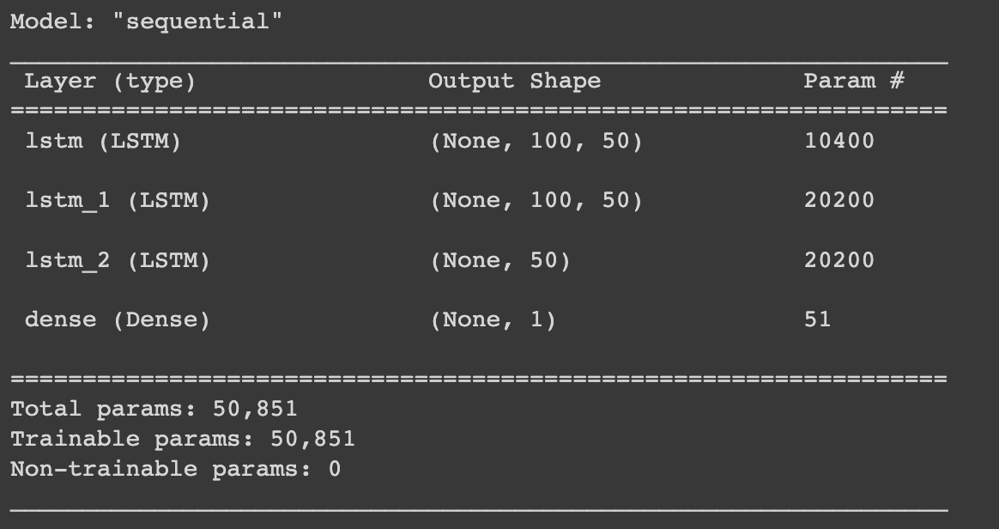 Model: "sequential"
Layer (type) Output Shape Param #
=================================================================
lstm (LSTM) (None, 100, 50) 10400
lstm_1 (LSTM) (None, 100, 50) 20200
lstm_2 (LSTM) (None, 50) 20200
dense (Dense) (None, 1) 51
=================================================================
Total params: 50,851
Trainable params: 50,851
Non-trainable params: 0